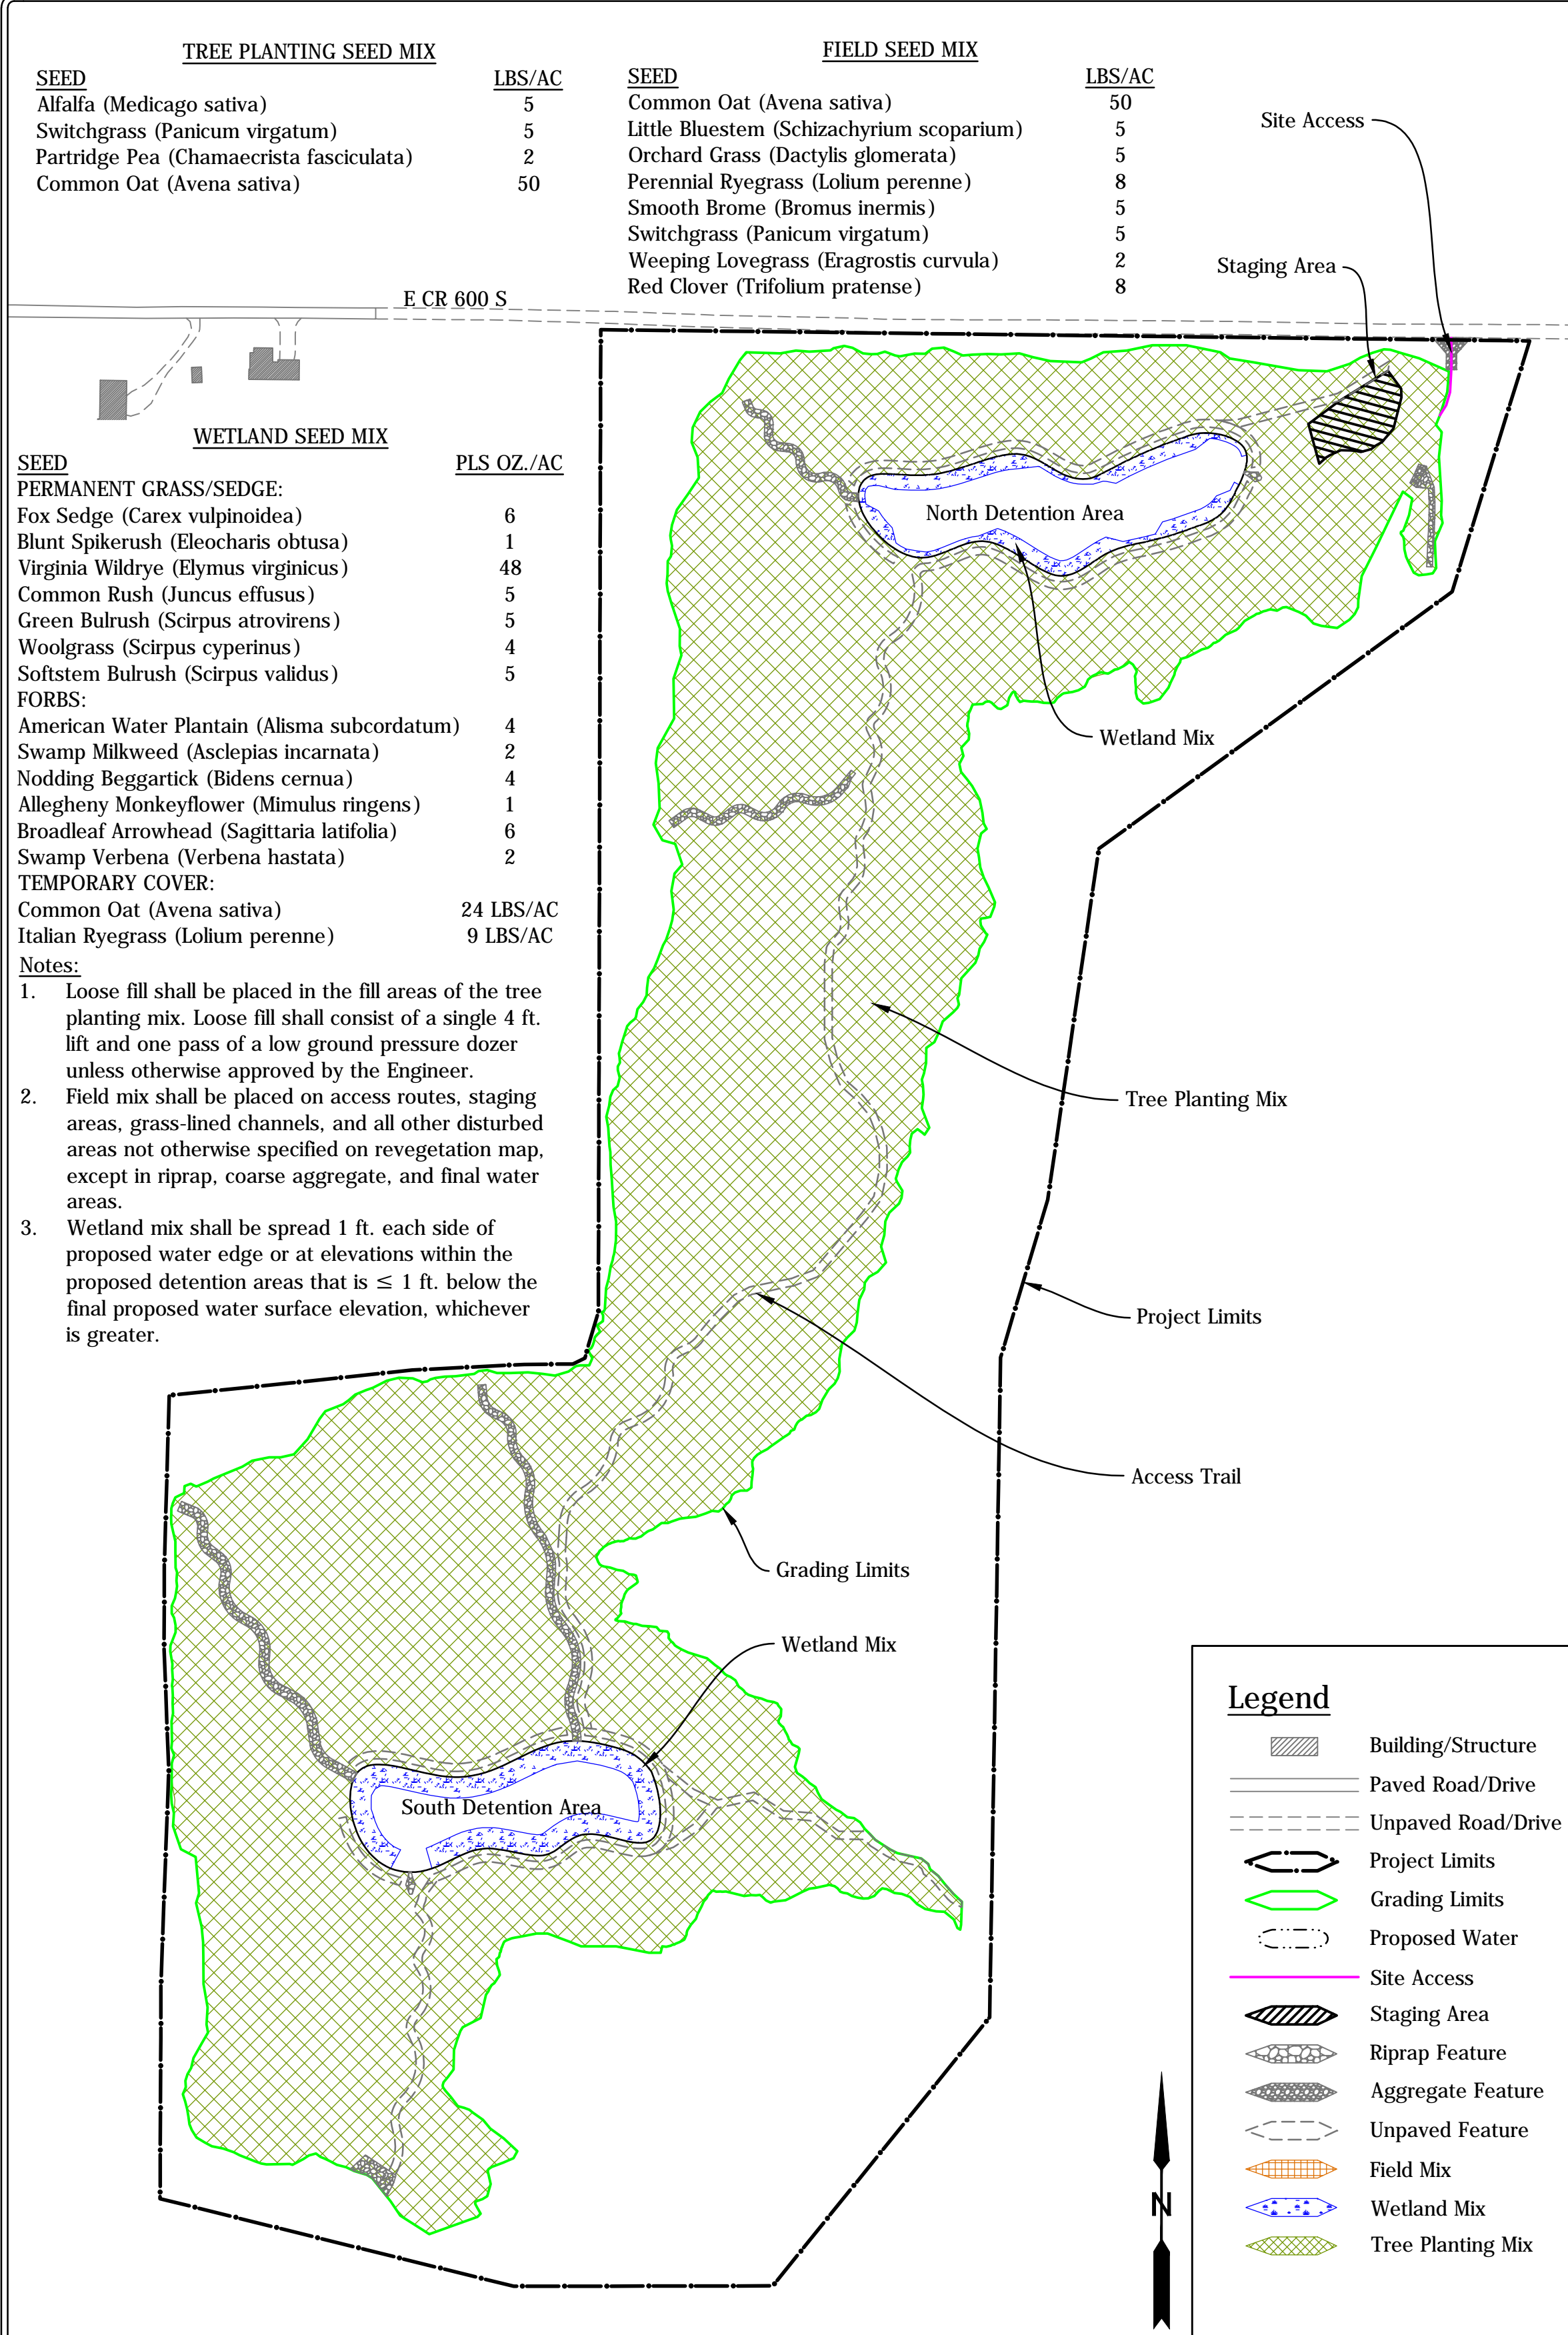 TREE PLANTING SEED MIX
SEED LBS/AC
Alfalfa (Medicago sativa) 5
Switchgrass (Panicum virgatum) 5
Partridge Pea (Chamaecrista fasciculata) 2
Common Oat (Avena sativa) 50
FIELD SEED MIX
SEED LBS/AC
Common Oat (Avena sativa) 50
Little Bluestem (Schizachyrium scoparium) 5
Orchard Grass (Dactylis glomerata) 5
Perennial Ryegrass (Lolium perenne) 8
Smooth Brome (Bromus inermis) 5
Switchgrass (Panicum virgatum) 5
Weeping Lovegrass (Eragrostis curvula) 2
Red Clover (Trifolium pratense) 8
Site Access
Staging Area
E CR 600 S
WETLAND SEED MIX
SEED PLS OZ./AC
PERMANENT GRASS/SEDGE:
Fox Sedge (Carex vulpinoidea) 6
Blunt Spikerush (Eleocharis obtusa) 1
Virginia Wildrye (Elymus virginicus) 48
Common Rush (Juncus effusus) 5
Green Bulrush (Scirpus atrovirens) 5
Woolgrass (Scirpus cyperinus) 4
Softstem Bulrush (Scirpus validus) 5
FORBS:
American Water Plantain (Alisma subcordatum) 4
Swamp Milkweed (Asclepias incarnata) 2
Nodding Beggartick (Bidens cernua) 4
Allegheny Monkeyflower (Mimulus ringens) 1
Broadleaf Arrowhead (Sagittaria latifolia) 6
Swamp Verbena (Verbena hastata) 2
TEMPORARY COVER:
Common Oat (Avena sativa) 24 LBS/AC
Italian Ryegrass (Lolium perenne) 9 LBS/AC
Notes:
1. Loose fill shall be placed in the fill areas of the tree
planting mix. Loose fill shall consist of a single 4 ft.
lift and one pass of a low ground pressure dozer
unless otherwise approved by the Engineer.
2. Field mix shall be placed on access routes, staging
areas, grass-lined channels, and all other disturbed
areas not otherwise specified on revegetation map,
except in riprap, coarse aggregate, and final water
areas.
3. Wetland mix shall be spread 1 ft. each side of
proposed water edge or at elevations within the
proposed detention areas that is ≤ 1 ft. below the
final proposed water surface elevation, whichever
is greater.
North Detention Area
Wetland Mix
Tree Planting Mix
Project Limits
Access Trail
Grading Limits
Wetland Mix
South Detention Area
N
Legend
Building/Structure
Paved Road/Drive
Unpaved Road/Drive
Project Limits
Grading Limits
Proposed Water
Site Access
Staging Area
Riprap Feature
Aggregate Feature
Unpaved Feature
Field Mix
Wetland Mix
Tree Planting Mix